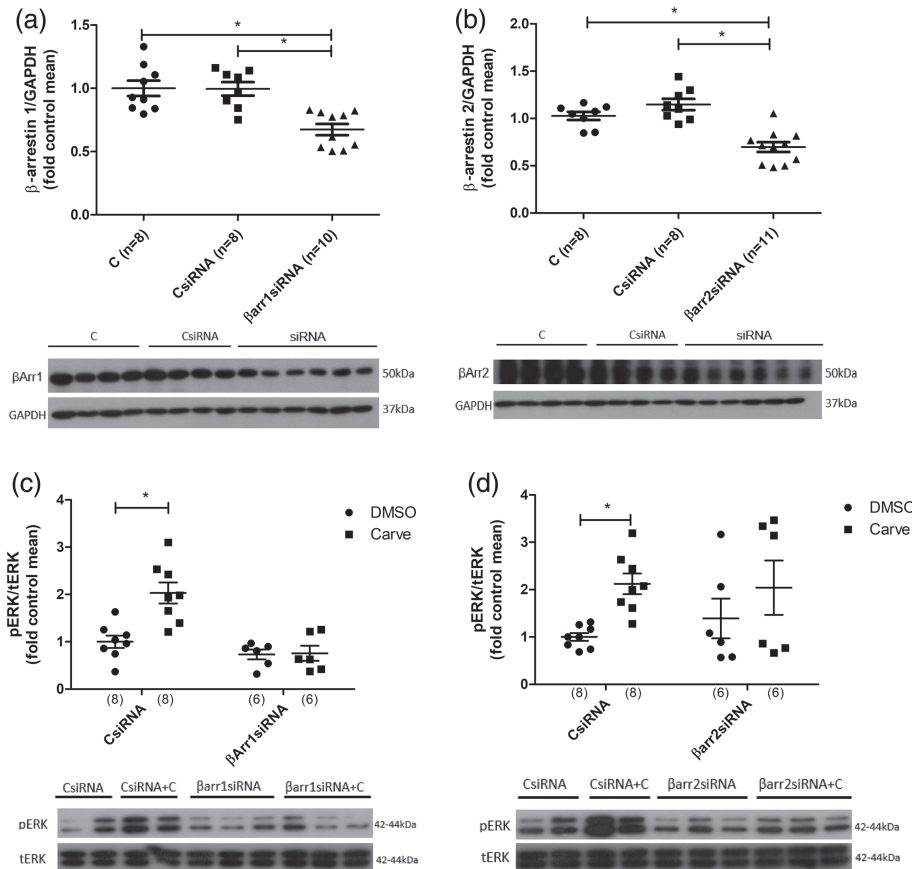 (a)
β-arrestin 1/GAPDH
(fold control mean)
1.5
1.0
0.5
0.0
*
*
C (n=8)
CsiRNA (n=8)
βarr1siRNA (n=10)
C
CsiRNA
siRNA
βArr1
50kDa
GAPDH
37kDa
(b)
β-arrestin 2/GAPDH
(fold control mean)
2.0
1.5
1.0
0.5
0.0
*
*
C (n=8)
CsiRNA (n=8)
βarr2siRNA (n=11)
C
CsiRNA
siRNA
βArr2
50kDa
GAPDH
37kDa
(c)
pERK/tERK
(fold control mean)
4
3
2
1
0
*
DMSO
Carve
(8) (8) (6) (6)
CsiRNA
βArr1siRNA
CsiRNA CsiRNA+C βarr1siRNA βarr1siRNA+C
pERK
42-44kDa
tERK
42-44kDa
(d)
pERK/tERK
(fold control mean)
4
3
2
1
0
*
DMSO
Carve
(8) (8) (6) (6)
CsiRNA
βarr2siRNA
CsiRNA CsiRNA+C βarr2siRNA βarr2siRNA+C
pERK
42-44kDa
tERK
42-44kDa